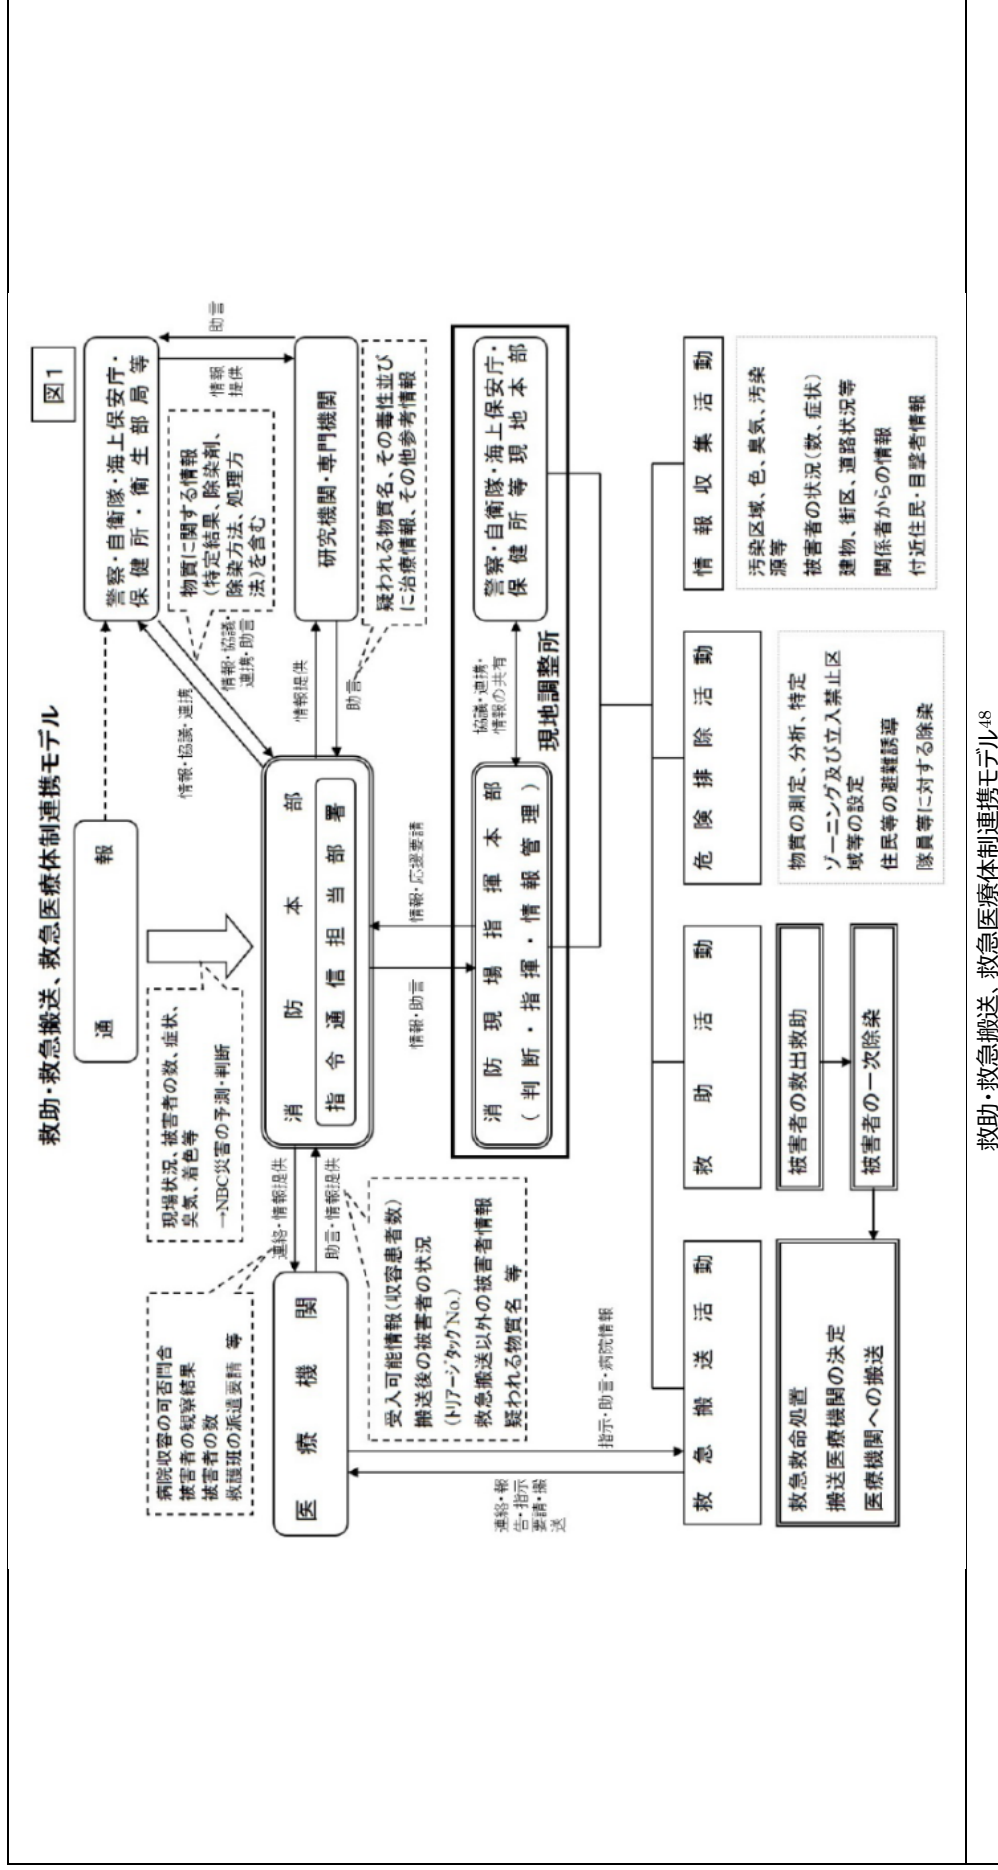 図1
救助・救急搬送、救急医療体制連携モデル
通報
現場状況、被害者の数、症状、
臭気、着色等
→NBC災害の予測・判断
警察・自衛隊・海上保安庁・
保健所・衛生部局等
助言
情報
提供
物質に関する情報
(特定結果、除染剤、
除染方法、処理方
法)を含む
情報・協議・連携
情報・協議・
連携・助言
病院収容の可否問合
被害者の観察結果
被害者の数
救護班の派遣要請 等
連絡・情報提供
助言・情報提供
医療機関
消防本部
指令通信担当部署
情報提供
助言
研究機関・専門機関
疑われる物質名、その毒性並び
に治療情報、その他参考情報
受入可能情報(収容患者数)
搬送後の被害者の状況
(トリアージタッグNo.)
救急搬送以外の被害者情報
疑われる物質名 等
情報・助言
情報・応援要請
消防現場指揮本部
(判断・指揮・情報管理)
協議・連携・
情報の共有
現地調整所
警察・自衛隊・海上保安庁・
保健所等現地本部
連絡・報
告・指示
要請・搬
送
指示・助言・病院情報
救急搬送活動
救助活動
危険排除活動
情報収集活動
救急救命処置
搬送医療機関の決定
医療機関への搬送
被害者の救出救助
被害者の一次除染
物質の測定、分析、特定
ゾーニング及び立入禁止区
域等の設定
住民等の避難誘導
隊員等に対する除染
汚染区域、色、臭気、汚染
源等
被害者の状況(数、症状)
建物、街区、道路状況等
関係者からの情報
付近住民・目撃者情報
救助・救急搬送、救急医療体制連携モデル48